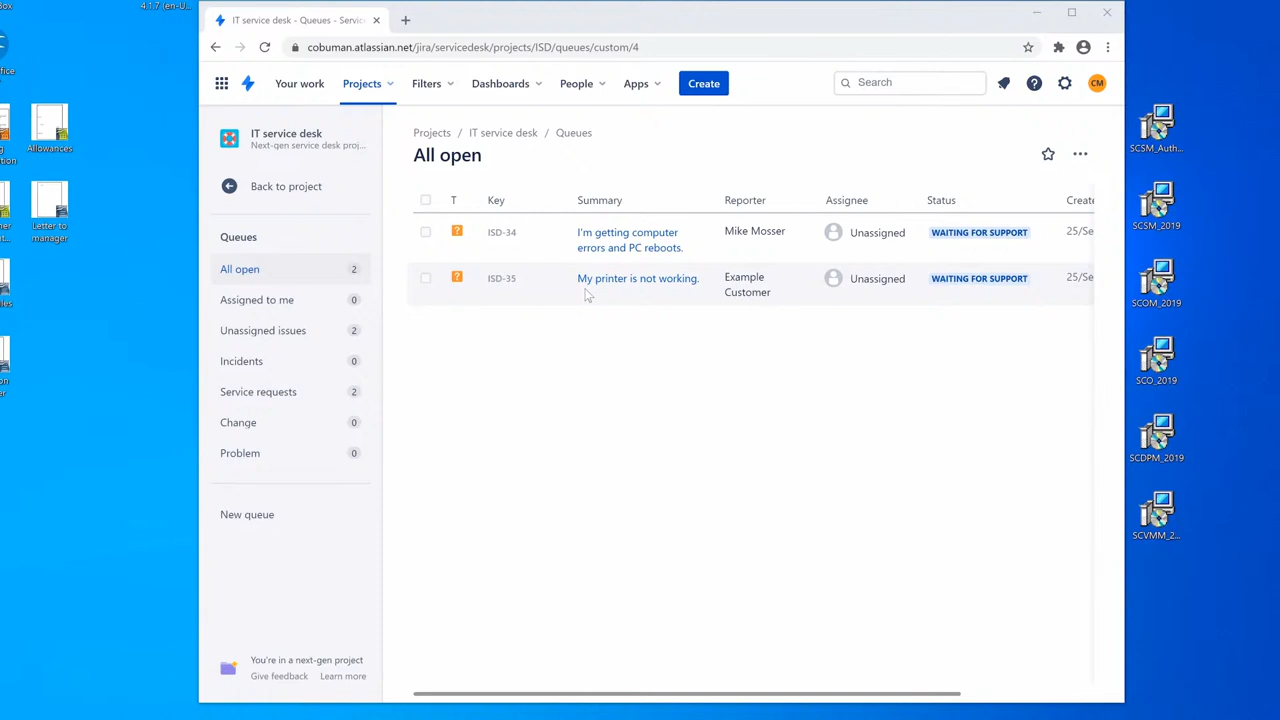 Box
4.1.7 (en-U...
IT service desk - Queues - Servic
cobuman.atlassian.net/jira/servicedesk/projects/ISD/queues/custom/4
Your work
Projects
Filters
Dashboards
People
Apps
Create
Search
CM
IT service desk
Next-gen service desk proj...
Back to project
Queues
All open 2
Assigned to me 0
Unassigned issues 2
Incidents 0
Service requests 2
Change 0
Problem 0
New queue
You're in a next-gen project
Give feedback Learn more
Projects / IT service desk / Queues
All open
T Key Summary Reporter Assignee Status Create
ISD-34 I'm getting computer errors and PC reboots. Mike Mosser Unassigned WAITING FOR SUPPORT 25/Se
ISD-35 My printer is not working. Example Customer Unassigned WAITING FOR SUPPORT 25/Se
Allowances
Letter to
manager
SCSM_Auth...
SCSM_2019
SCOM_2019
SCO_2019
SCDPM_2019
SCVMM_2...